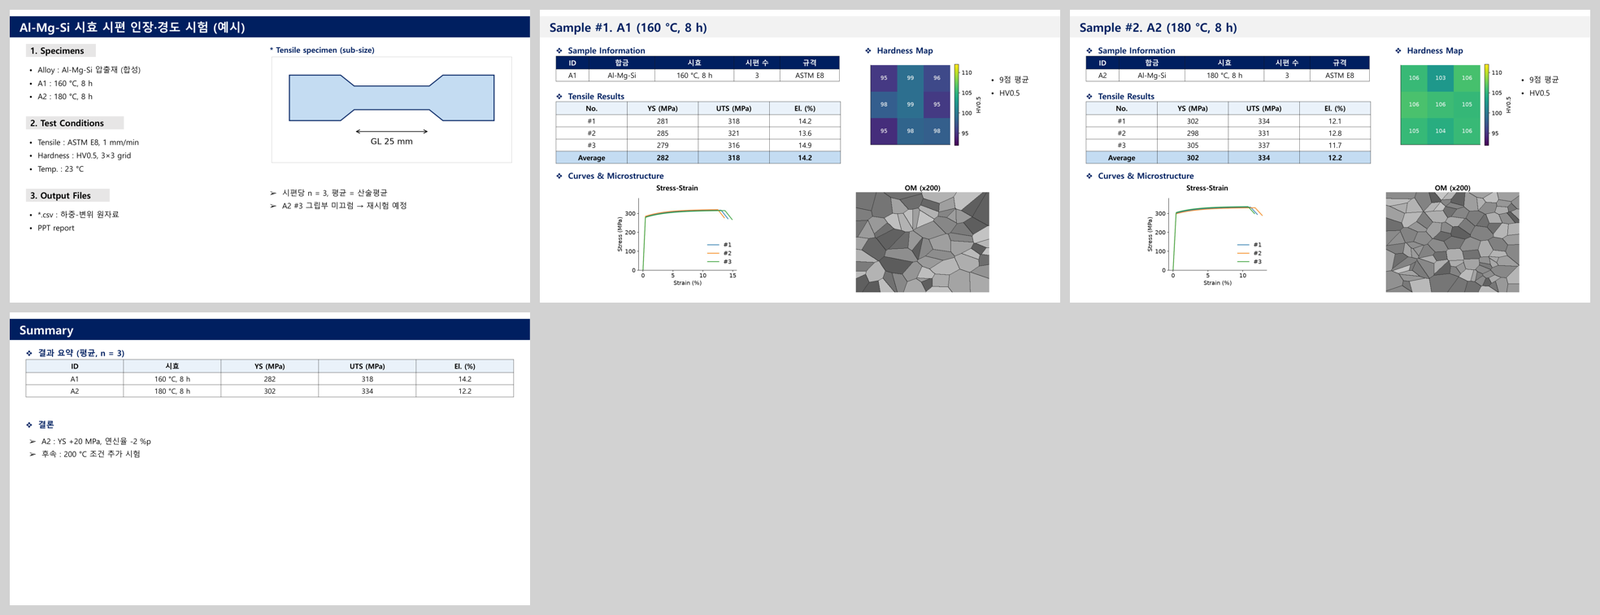 Al-Mg-Si 시효 시편 인장·경도 시험 (예시)
1. Specimens
• Alloy : Al-Mg-Si 압출재 (합성)
• A1 : 160 °C, 8 h
• A2 : 180 °C, 8 h
2. Test Conditions
• Tensile : ASTM E8, 1 mm/min
• Hardness : HV0.5, 3×3 grid
• Temp. : 23 °C
3. Output Files
• *.csv : 하중-변위 원자료
• PPT report
* Tensile specimen (sub-size)
GL 25 mm
➢ 시편당 n = 3, 평균 = 산술평균
➢ A2 #3 그립부 미끄럼 → 재시험 예정
Sample #1. A1 (160 °C, 8 h)
❖ Sample Information
ID 합금 시효 시편 수 규격
A1 Al-Mg-Si 160 °C, 8 h 3 ASTM E8
❖ Tensile Results
No. YS (MPa) UTS (MPa) El. (%)
#1 281 318 14.2
#2 285 321 13.6
#3 279 316 14.9
Average 282 318 14.2
❖ Hardness Map
95 99 96
98 99 95
95 98 98
110
105
100
95
HV0.5
• 9점 평균
• HV0.5
❖ Curves & Microstructure
Stress-Strain
Stress (MPa)
300
200
100
0
0 5 10 15
Strain (%)
#1
#2
#3
OM (x200)
Sample #2. A2 (180 °C, 8 h)
❖ Sample Information
ID 합금 시효 시편 수 규격
A2 Al-Mg-Si 180 °C, 8 h 3 ASTM E8
❖ Tensile Results
No. YS (MPa) UTS (MPa) El. (%)
#1 302 334 12.1
#2 298 331 12.8
#3 305 337 11.7
Average 302 334 12.2
❖ Hardness Map
106 103 106
106 106 105
105 104 106
110
105
100
95
HV0.5
• 9점 평균
• HV0.5
❖ Curves & Microstructure
Stress-Strain
Stress (MPa)
300
200
100
0
0 5 10
Strain (%)
#1
#2
#3
OM (x200)
Summary
❖ 결과 요약 (평균, n = 3)
ID 시효 YS (MPa) UTS (MPa) El. (%)
A1 160 °C, 8 h 282 318 14.2
A2 180 °C, 8 h 302 334 12.2
❖ 결론
➢ A2 : YS +20 MPa, 연신율 -2 %p
➢ 후속 : 200 °C 조건 추가 시험